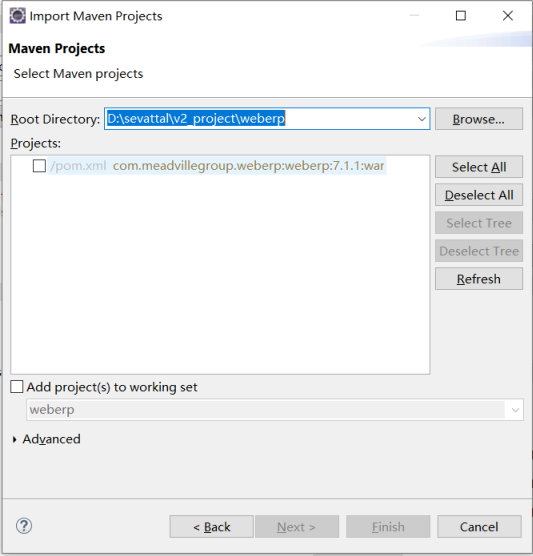 Import Maven Projects
Maven Projects
Select Maven projects
Root Directory: D:\sevattal\v2_project\weberp Browse...
Projects:
/pom.xml com.meadvillegroup.weberp:weberp:7.1.1:war
Select All
Deselect All
Select Tree
Deselect Tree
Refresh
Add project(s) to working set
weberp
Advanced
< Back Next > Finish Cancel